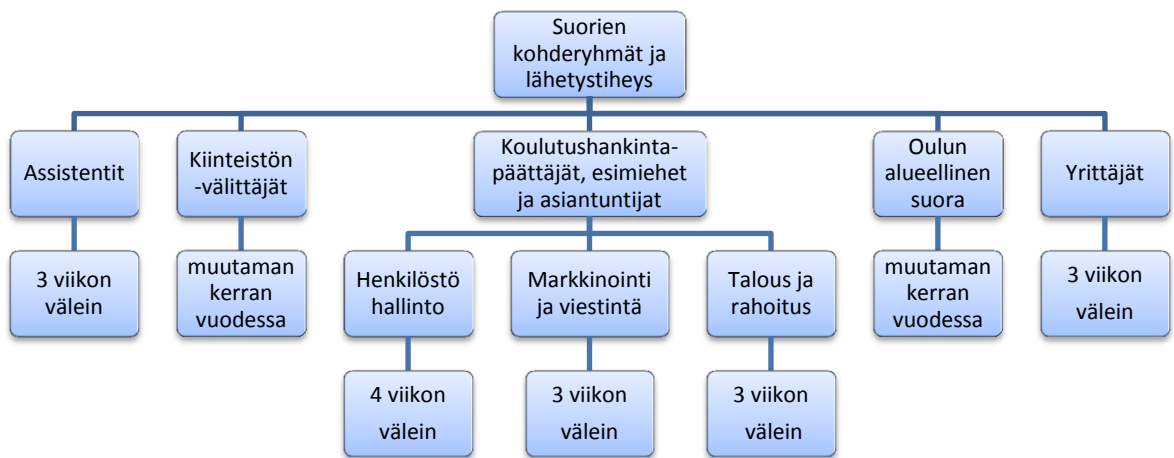 Suorien
kohderyhmät ja
lähetystiheys
Assistentit
Kiinteistön
-välittäjät
Koulutushankinta-
päättäjät, esimiehet
ja asiantuntijat
Oulun
alueellinen
suora
Yrittäjät
3 viikon
välein
muutaman
kerran
vuodessa
Henkilöstö
hallinto
Markkinointi
ja viestintä
Talous ja
rahoitus
muutaman
kerran
vuodessa
3 viikon
välein
4 viikon
välein
3 viikon
välein
3 viikon
välein